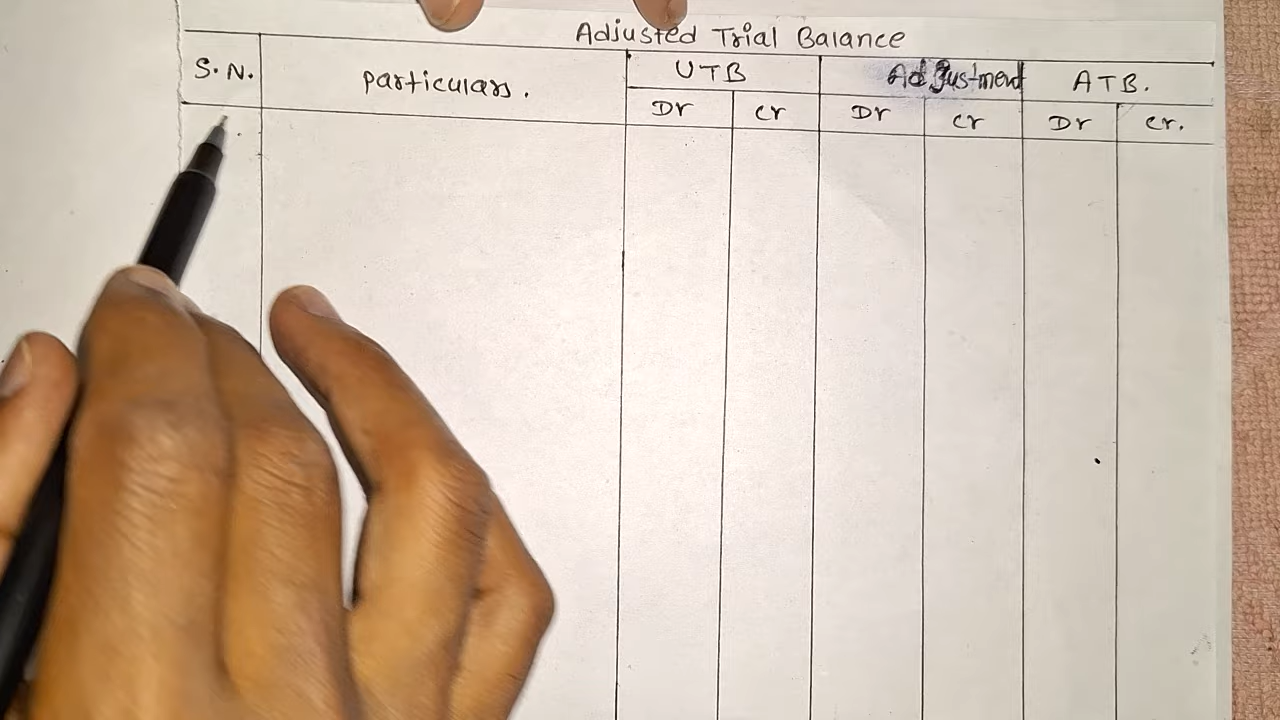 Adjusted Trial Balance
S.N. Particulars. UTB Adjustment ATB.
Dr Cr Dr Cr Dr Cr.